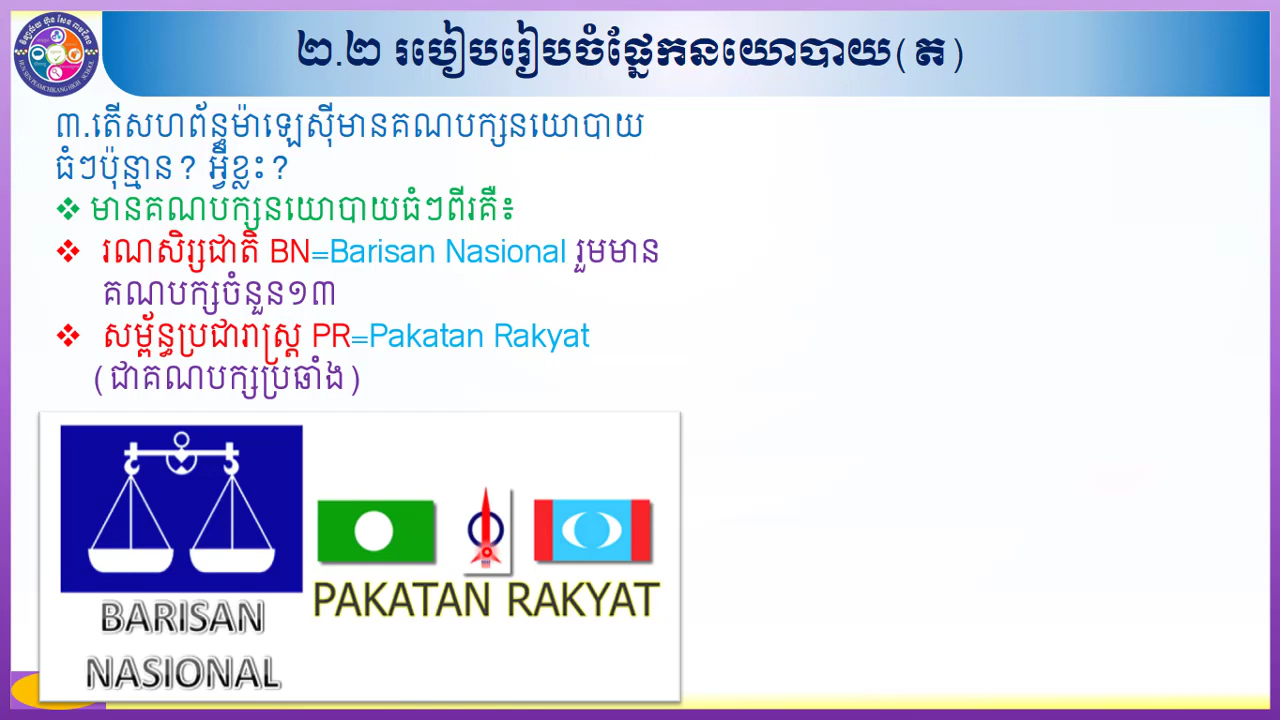 ២.២ របៀបរៀបចំផ្នែកនយោបាយ(ត)
៣.តើសហព័ន្ធម៉ាឡេស៊ីមានគណបក្សនយោបាយ
ធំៗប៉ុន្មាន? អ្វីខ្លះ?
❖ មានគណបក្សនយោបាយធំៗពីរគឺ៖
❖ រណសិរ្សជាតិ BN=Barisan Nasional រួមមាន
គណបក្សចំនួន១៣
❖ សម្ព័ន្ធប្រជារាស្ត្រ PR=Pakatan Rakyat
(ជាគណបក្សប្រឆាំង)
PAKATAN RAKYAT
BARISAN
NASIONAL